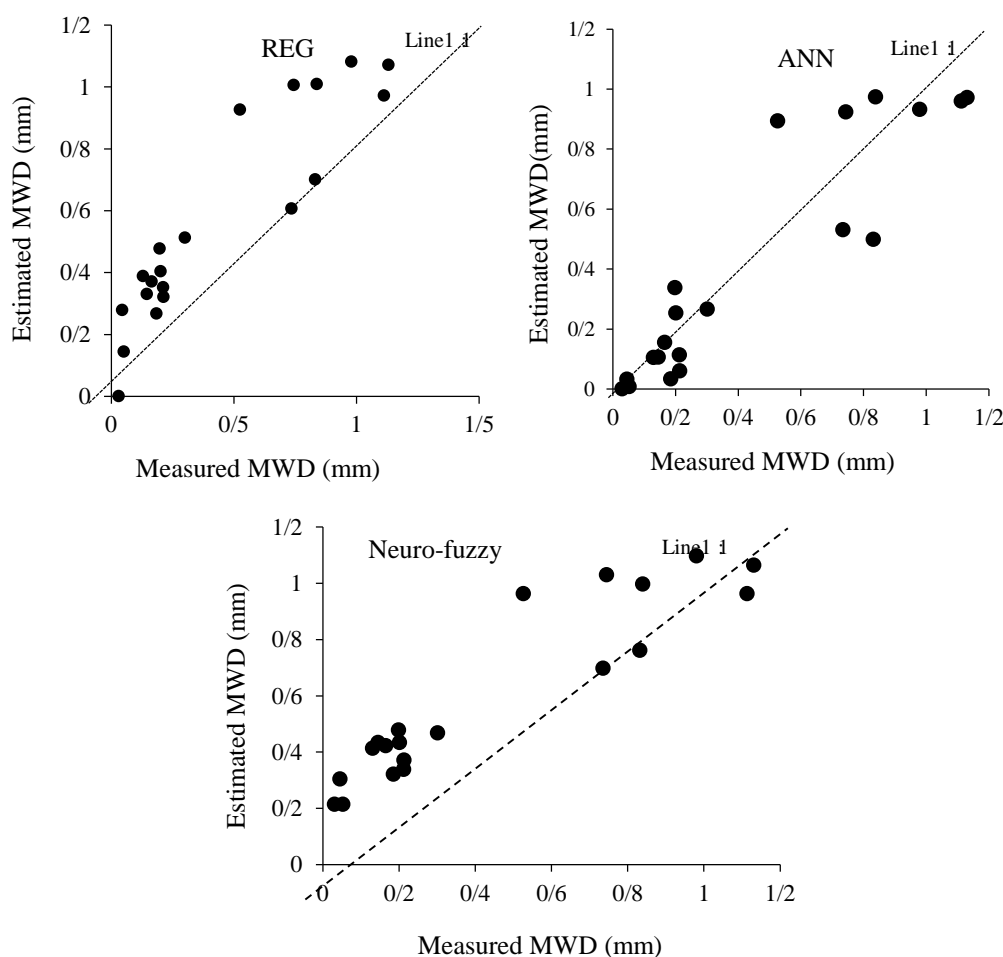 REG
Line1:1
Estimated MWD (mm)
1/2
1
0/8
0/6
0/4
0/2
0
0 0/5 1 1/5
Measured MWD (mm)
ANN
Line1:1
Estimated MWD(mm)
1/2
1
0/8
0/6
0/4
0/2
0
0 0/2 0/4 0/6 0/8 1 1/2
Measured MWD (mm)
Neuro-fuzzy
Line1:1
Estimated MWD (mm)
1/2
1
0/8
0/6
0/4
0/2
0
0 0/2 0/4 0/6 0/8 1 1/2
Measured MWD (mm)